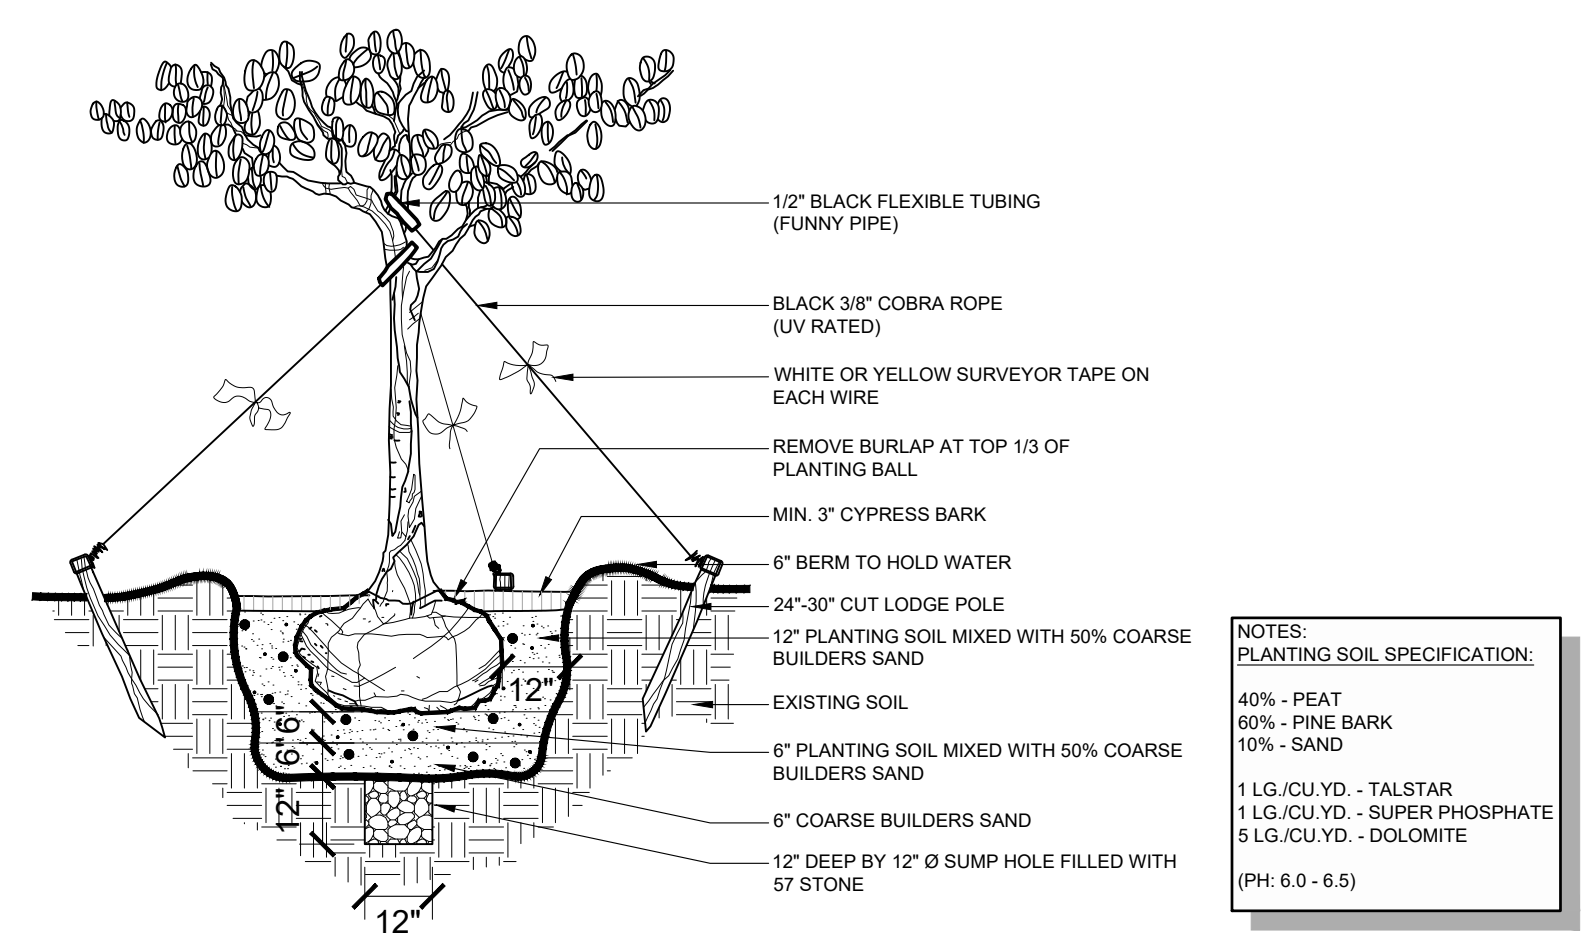 1/2" BLACK FLEXIBLE TUBING
(FUNNY PIPE)
BLACK 3/8" COBRA ROPE
(UV RATED)
WHITE OR YELLOW SURVEYOR TAPE ON
EACH WIRE
REMOVE BURLAP AT TOP 1/3 OF
PLANTING BALL
MIN. 3" CYPRESS BARK
6" BERM TO HOLD WATER
24"-30" CUT LODGE POLE
12" PLANTING SOIL MIXED WITH 50% COARSE
BUILDERS SAND
EXISTING SOIL
6" PLANTING SOIL MIXED WITH 50% COARSE
BUILDERS SAND
6" COARSE BUILDERS SAND
12" DEEP BY 12" Ø SUMP HOLE FILLED WITH
57 STONE
12"
6"
6"
12"
12"
NOTES:
PLANTING SOIL SPECIFICATION:
40% - PEAT
60% - PINE BARK
10% - SAND
1 LG./CU.YD. - TALSTAR
1 LG./CU.YD. - SUPER PHOSPHATE
5 LG./CU.YD. - DOLOMITE
(PH: 6.0 - 6.5)